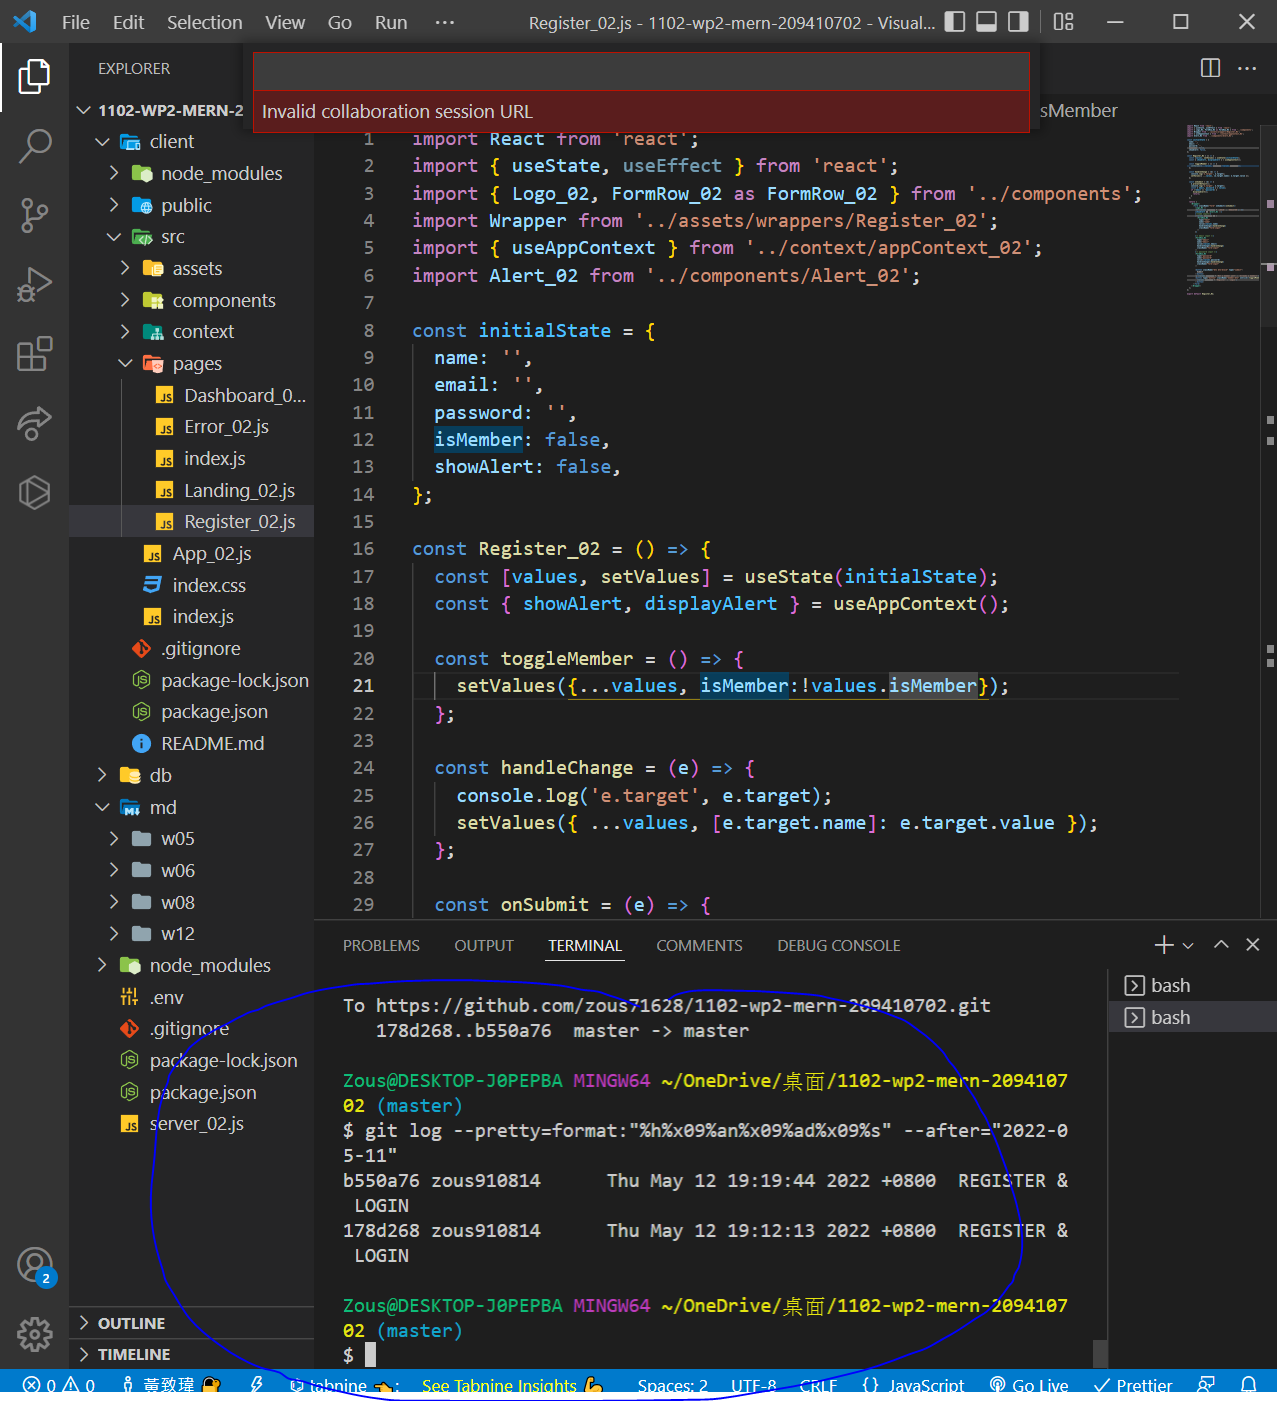 File Edit Selection View Go Run ··· Register_02.js - 1102-wp2-mern-209410702 - Visual...
EXPLORER
Invalid collaboration session URL
1102-WP2-MERN-2
sMember
client
node_modules
public
src
assets
components
context
pages
Dashboard_0...
Error_02.js
index.js
Landing_02.js
Register_02.js
App_02.js
index.css
index.js
.gitignore
package-lock.json
package.json
README.md
db
md
w05
w06
w08
w12
node_modules
.env
.gitignore
package-lock.json
package.json
server_02.js
OUTLINE
TIMELINE
1 import React from 'react';
2 import { useState, useEffect } from 'react';
3 import { Logo_02, FormRow_02 as FormRow_02 } from '../components';
4 import Wrapper from '../assets/wrappers/Register_02';
5 import { useAppContext } from '../context/appContext_02';
6 import Alert_02 from '../components/Alert_02';
7
8 const initialState = {
9 name: '',
10 email: '',
11 password: '',
12 isMember: false,
13 showAlert: false,
14 };
15
16 const Register_02 = () => {
17 const [values, setValues] = useState(initialState);
18 const { showAlert, displayAlert } = useAppContext();
19
20 const toggleMember = () => {
21 setValues({...values, isMember:!values.isMember});
22 };
23
24 const handleChange = (e) => {
25 console.log('e.target', e.target);
26 setValues({ ...values, [e.target.name]: e.target.value });
27 };
28
29 const onSubmit = (e) => {
PROBLEMS OUTPUT TERMINAL COMMENTS DEBUG CONSOLE
bash
bash
To https://github.com/zous71628/1102-wp2-mern-209410702.git
178d268..b550a76 master -> master
Zous@DESKTOP-J0PEPBA MINGW64 ~/OneDrive/桌面/1102-wp2-mern-2094107
02 (master)
$ git log --pretty=format:"%h%x09%an%x09%ad%x09%s" --after="2022-0
5-11"
b550a76 zous910814 Thu May 12 19:19:44 2022 +0800 REGISTER &
LOGIN
178d268 zous910814 Thu May 12 19:12:13 2022 +0800 REGISTER &
LOGIN
Zous@DESKTOP-J0PEPBA MINGW64 ~/OneDrive/桌面/1102-wp2-mern-2094107
02 (master)
$
2
0 0 黃致瑋 tabnine : See Tabnine Insights Spaces: 2 UTF-8 CRLF {} JavaScript Go Live Prettier